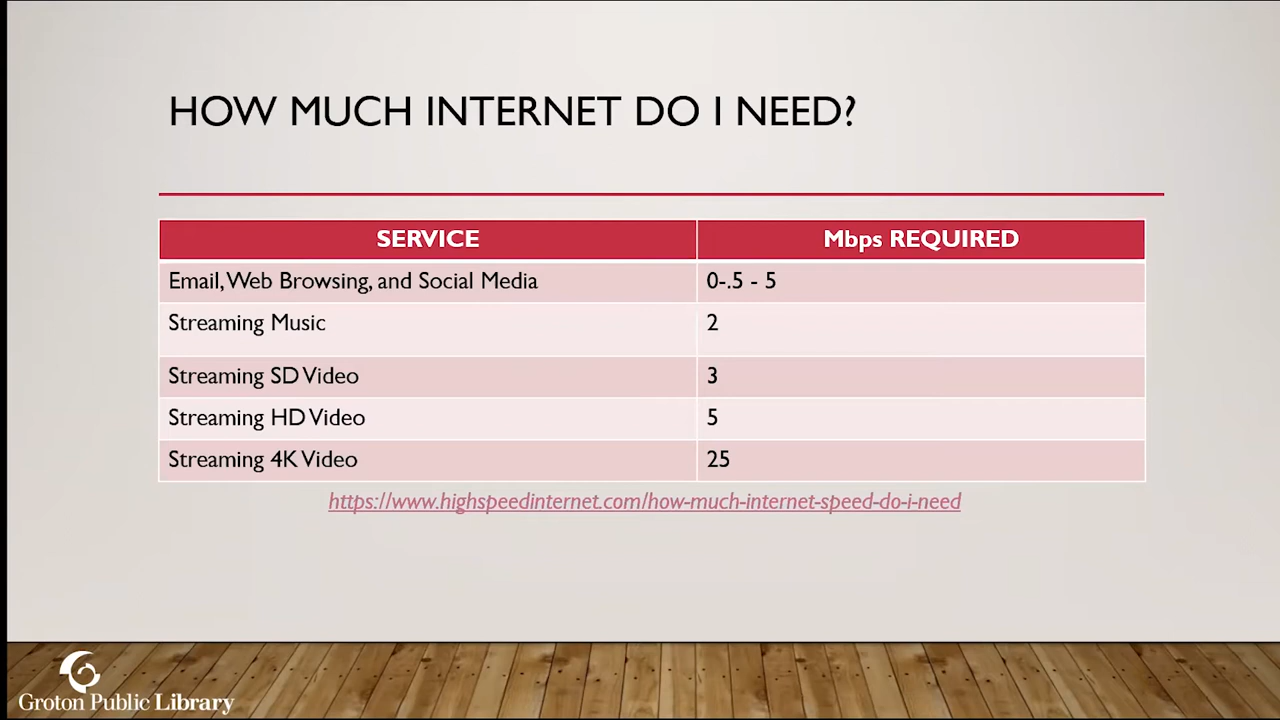 HOW MUCH INTERNET DO I NEED?
SERVICE Mbps REQUIRED
Email, Web Browsing, and Social Media 0-.5 - 5
Streaming Music 2
Streaming SD Video 3
Streaming HD Video 5
Streaming 4K Video 25
https://www.highspeedinternet.com/how-much-internet-speed-do-i-need
Groton Public Library